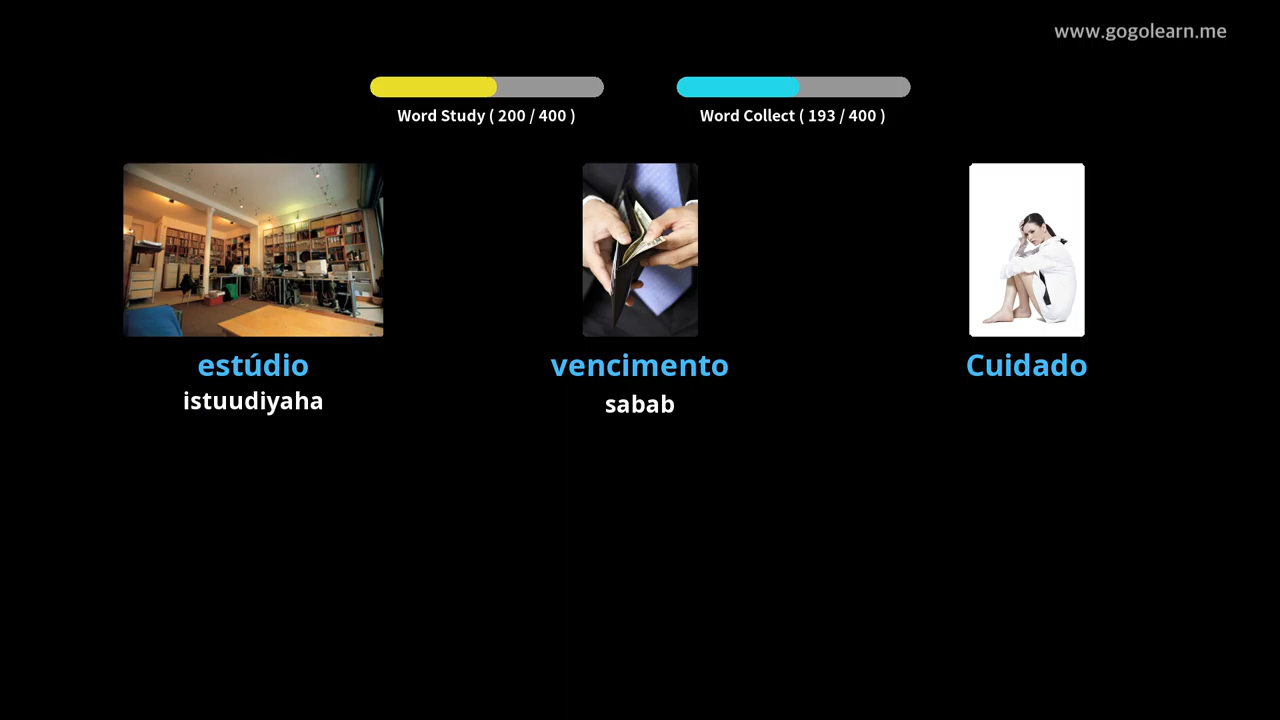 www.gogolearn.me
Word Study ( 200 / 400 )
Word Collect ( 193 / 400 )
estúdio
vencimento
Cuidado
istuudiyaha
sabab